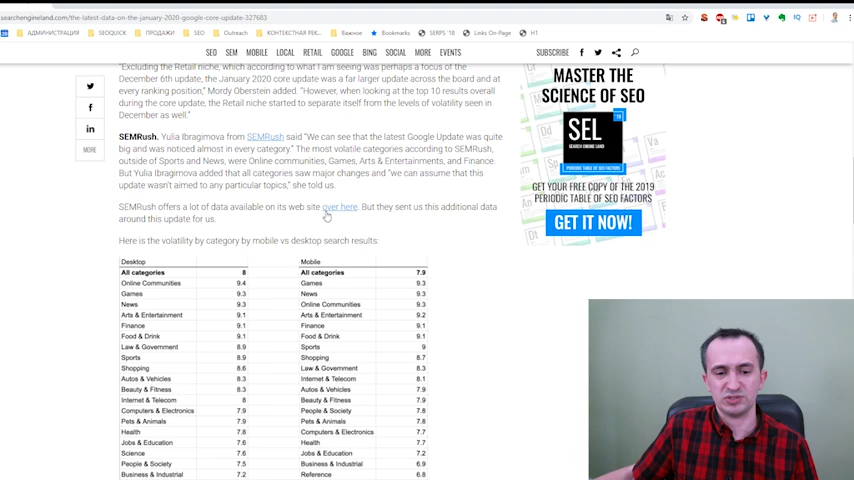 searchengineland.com/the-latest-data-on-the-january-2020-google-core-update-327683
АДМИНИСТРАЦИЯ SEOQUICK ПРОДАЖИ SEO Outreach КОНТЕКСТНАЯ РЕК... Важное Bookmarks SERPS '18 Links On-Page H1
SEO SEM MOBILE LOCAL RETAIL GOOGLE BING SOCIAL MORE EVENTS SUBSCRIBE
"Excluding the Retail niche, which according to what I am seeing was perhaps a focus of the
December 6th update, the January 2020 core update was a far larger update across the board and at
every ranking position," Mordy Oberstein added. "However, when looking at the top 10 results overall
during the core update, the Retail niche started to separate itself from the levels of volatility seen in
December as well."
SEMRush. Yulia Ibragimova from SEMRush said "We can see that the latest Google Update was quite
big and was noticed almost in every category." The most volatile categories according to SEMRush,
outside of Sports and News, were Online communities, Games, Arts & Entertainments, and Finance.
But Yulia Ibragimova added that all categories saw major changes and "we can assume that this
update wasn't aimed to any particular topics," she told us.
SEMRush offers a lot of data available on its web site over here. But they sent us this additional data
around this update for us.
Here is the volatility by category by mobile vs desktop search results:
MORE
Desktop Mobile
All categories 8 All categories 7.9
Online Communities 9.4 Games 9.3
Games 9.3 News 9.3
News 9.3 Online Communities 9.3
Arts & Entertainment 9.1 Arts & Entertainment 9.2
Finance 9.1 Finance 9.1
Food & Drink 9.1 Food & Drink 9.1
Law & Government 8.9 Sports 9
Sports 8.9 Shopping 8.7
Shopping 8.6 Law & Government 8.3
Autos & Vehicles 8.3 Internet & Telecom 8.1
Beauty & Fitness 8.3 Autos & Vehicles 7.9
Internet & Telecom 8 Beauty & Fitness 7.9
Computers & Electronics 7.9 People & Society 7.8
Pets & Animals 7.9 Pets & Animals 7.8
Health 7.8 Computers & Electronics 7.7
Jobs & Education 7.6 Health 7.7
Science 7.6 Jobs & Education 7.2
People & Society 7.5 Business & Industrial 6.9
Business & Industrial 7.2 Reference 6.8
MASTER THE
SCIENCE OF SEO
SEL
SEARCH ENGINE LAND
PERIODIC TABLE OF SEO FACTORS
GET YOUR FREE COPY OF THE 2019
PERIODIC TABLE OF SEO FACTORS
GET IT NOW!